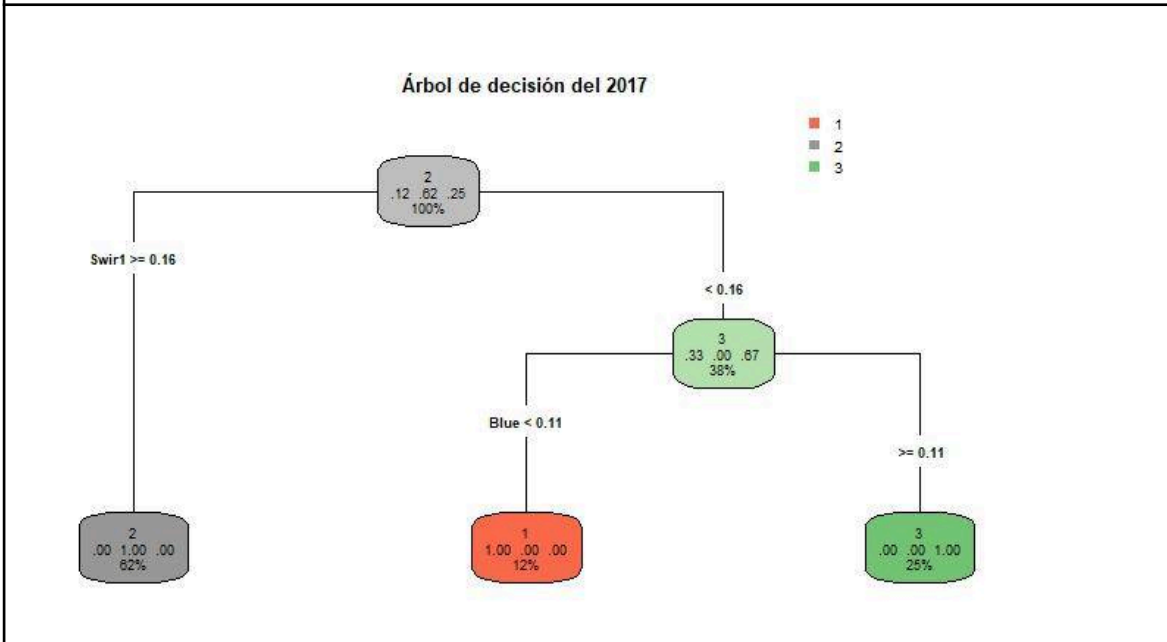 Árbol de decisión del 2017
1
2
3
2
.12 .62 .25
100%
Swir1 >= 0.16
< 0.16
3
.33 .00 .67
38%
Blue < 0.11
>= 0.11
2
.00 1.00 .00
62%
1
1.00 .00 .00
12%
3
.00 .00 1.00
25%